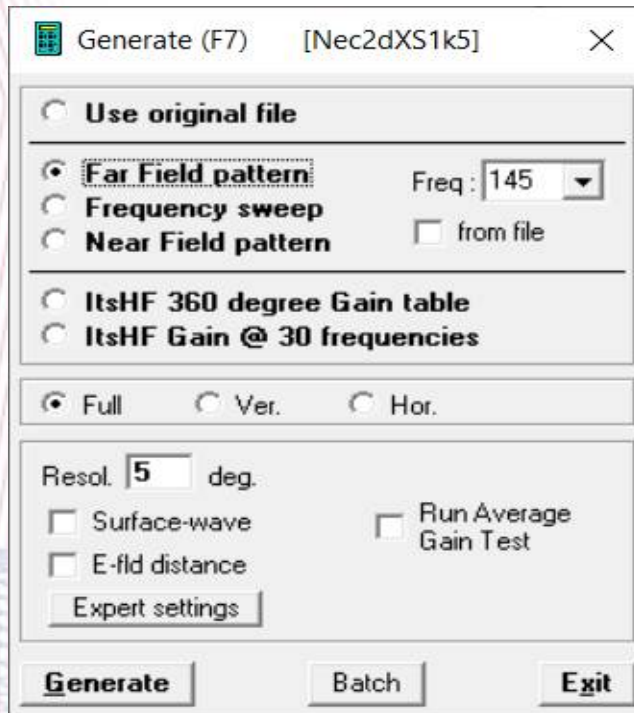 Generate (F7) [Nec2dXS1k5]
Use original file
Far Field pattern Freq : 145
Frequency sweep
from file
Near Field pattern
ItsHF 360 degree Gain table
ItsHF Gain @ 30 frequencies
Full Ver. Hor.
Resol. 5 deg.
Surface-wave
Run Average
Gain Test
E-fld distance
Expert settings
Generate Batch Exit